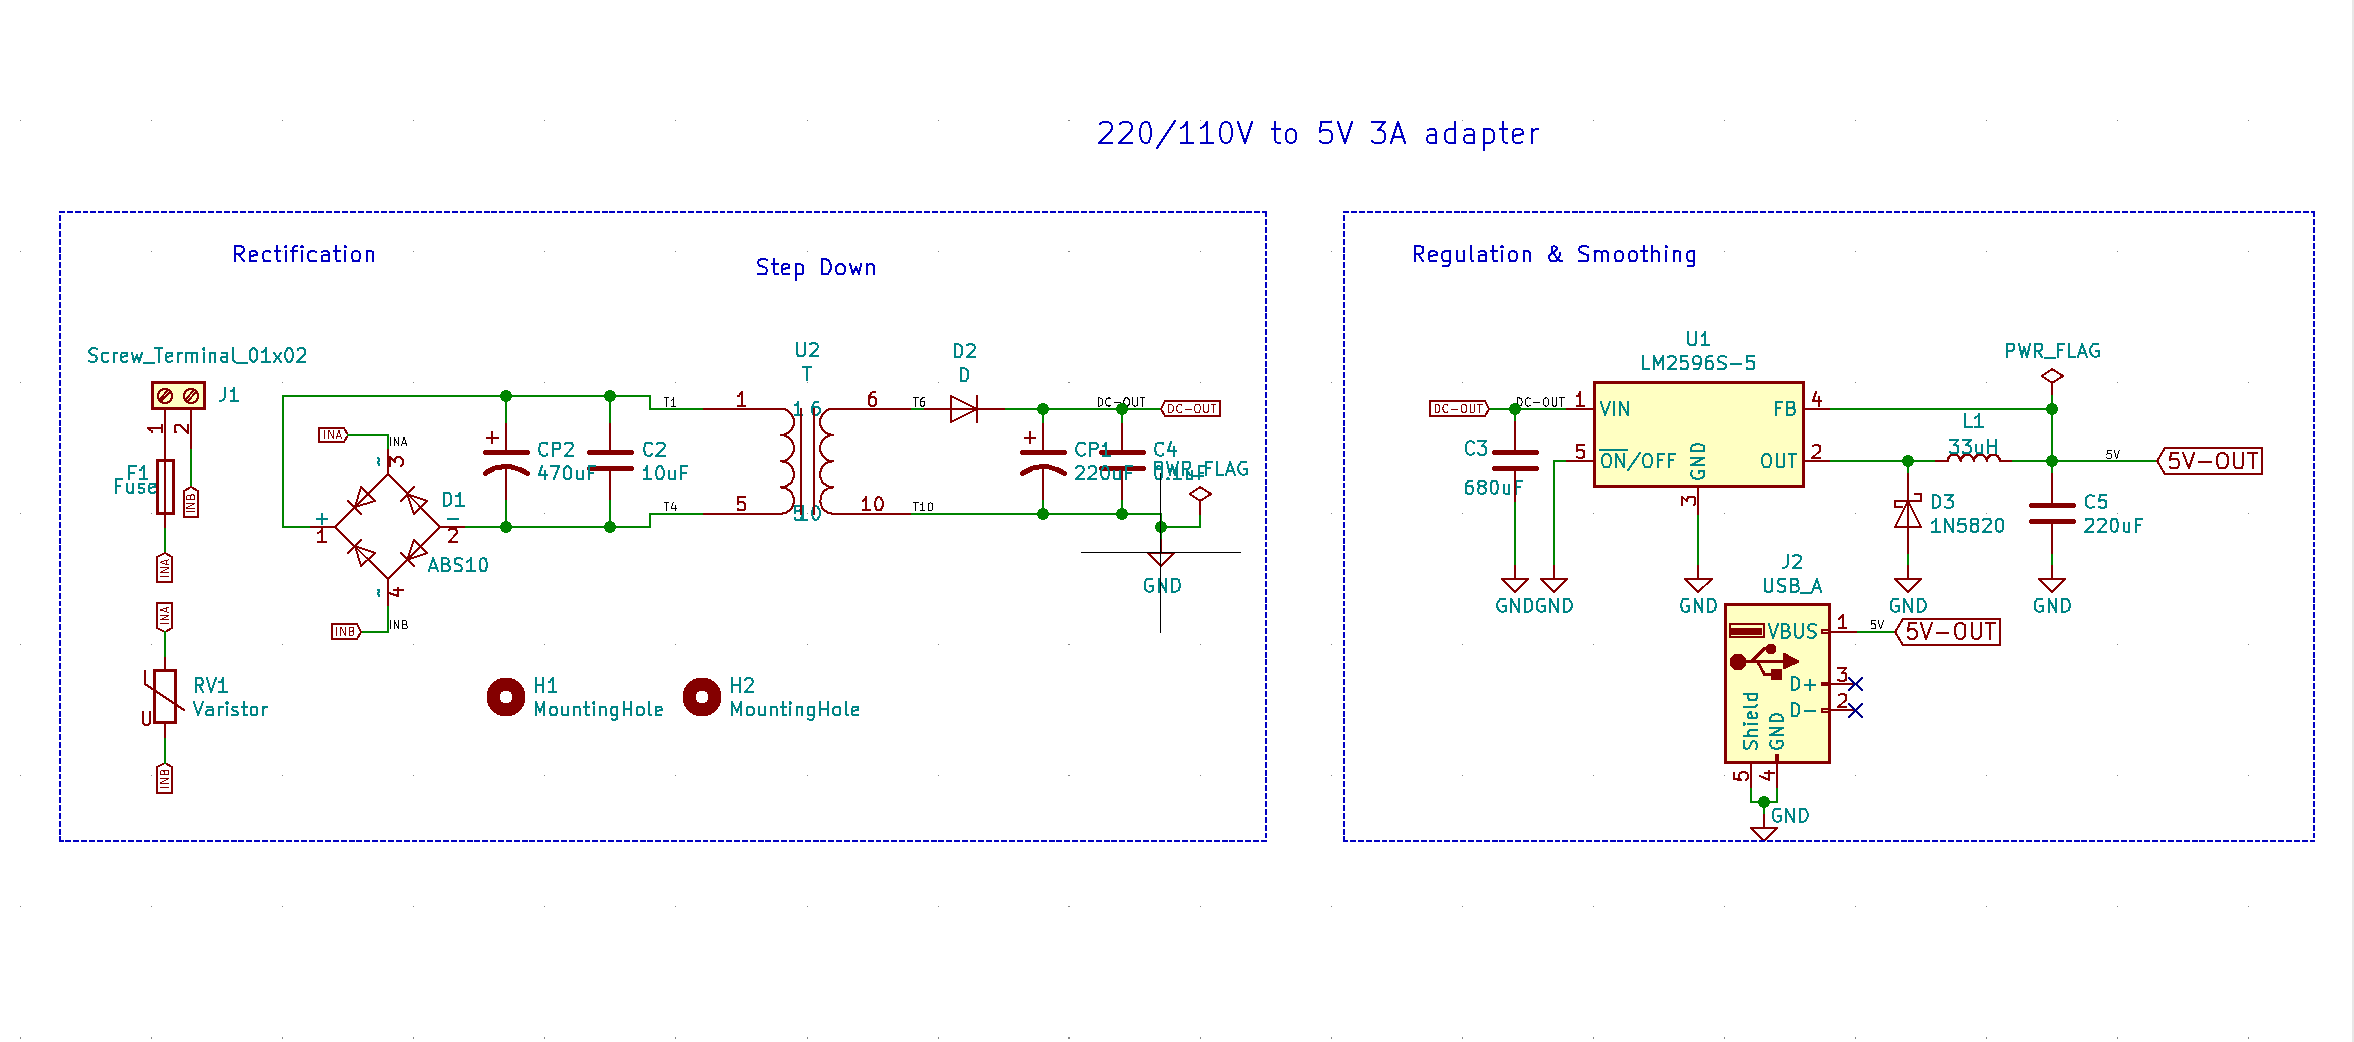 220/110V to 5V 3A adapter
Rectification
Step Down
Screw_Terminal_01x02
J1
1
2
F1
Fuse
INB
INA
INA
RV1
Varistor
U
INB
INA
INA
~
3
D1
+
1
-
2
ABS10
~
4
INB
INB
+
CP2
470uF
C2
10uF
T1
1
U2
T
1 6
6
T6
5
T4
5 10
10
T10
D2
D
DC-OUT
DC-OUT
+
CP1
220uF
C4
0.1uF
PWR_FLAG
GND
H1
MountingHole
H2
MountingHole
Regulation & Smoothing
U1
LM2596S-5
DC-OUT
DC-OUT
1
VIN
FB
4
5
ON/OFF
GND
OUT
2
3
C3
680uF
GND
GND
GND
PWR_FLAG
L1
33uH
5V
5V-OUT
D3
1N5820
GND
C5
220uF
GND
J2
USB_A
VBUS
1
5V
5V-OUT
D+
3
D-
2
Shield
GND
5
4
GND